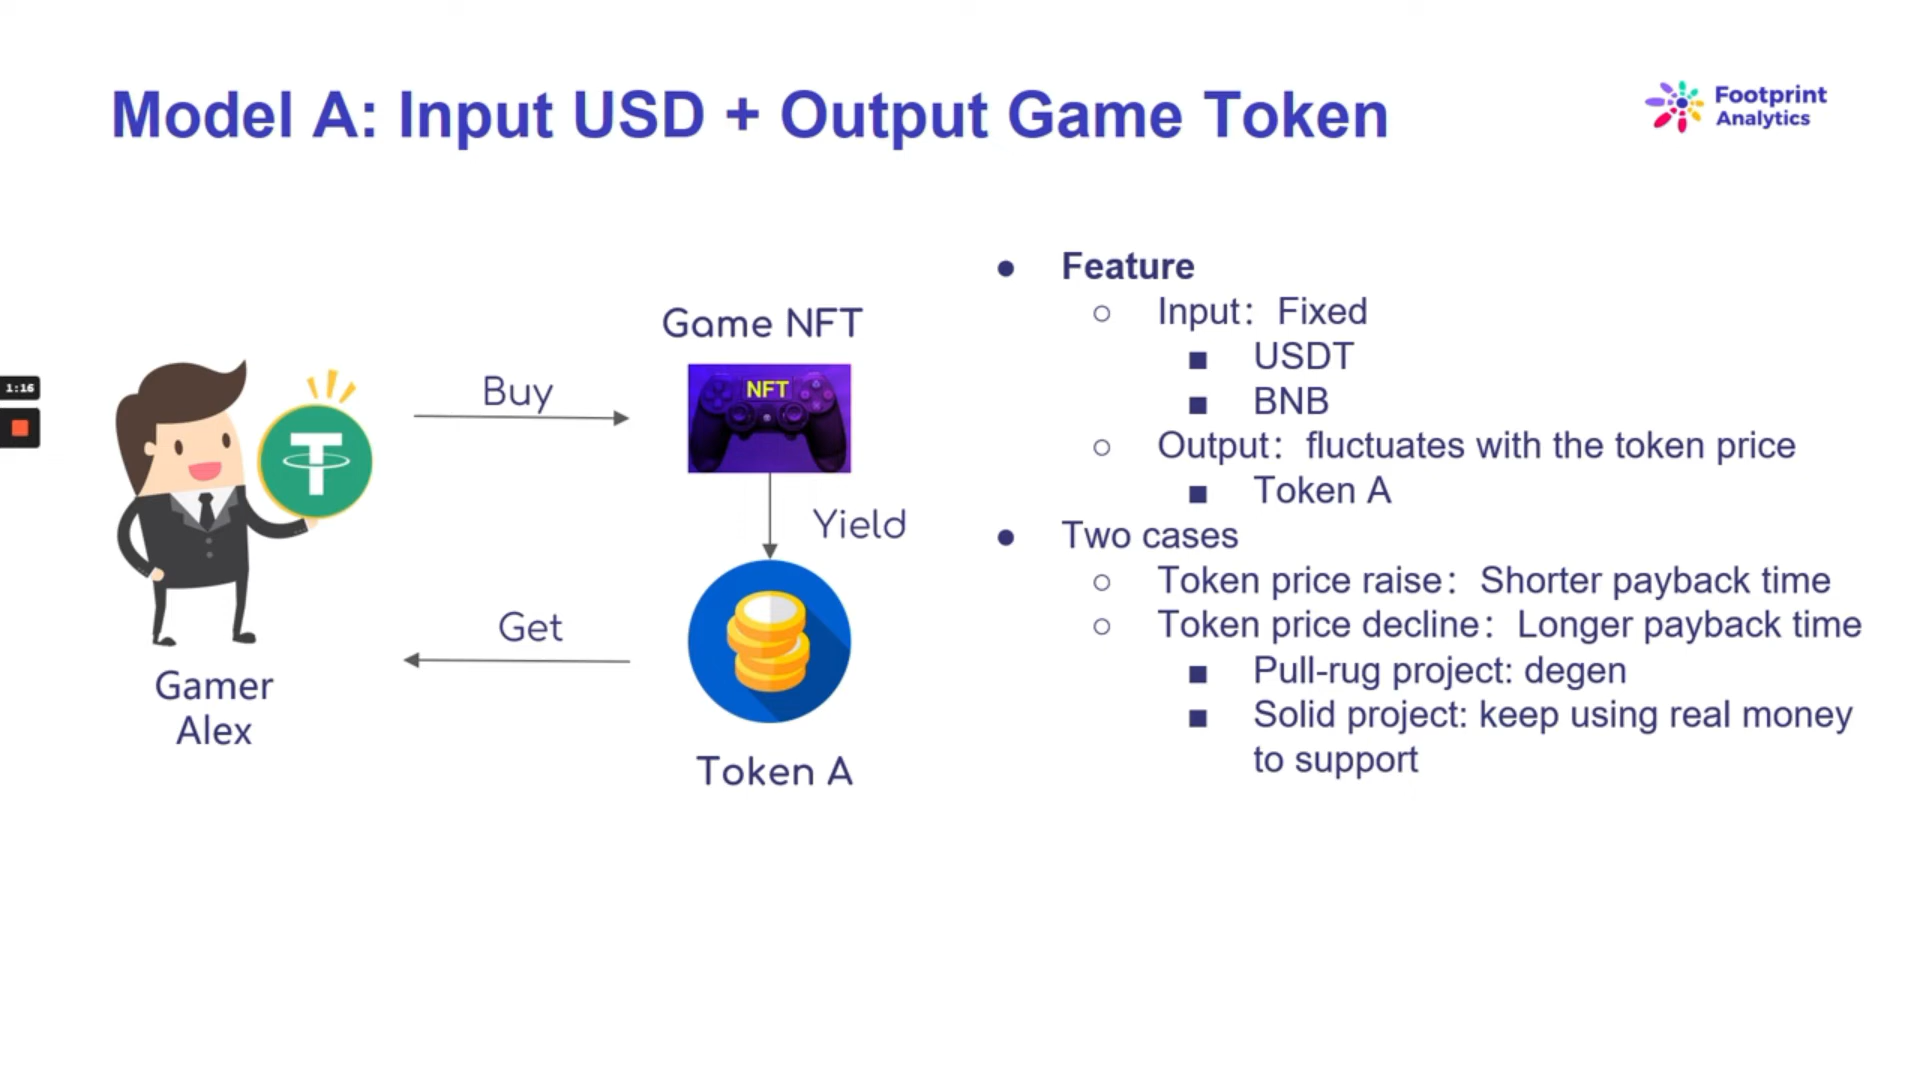 Model A: Input USD + Output Game Token
Footprint
Analytics
1:16
Buy
Game NFT
NFT
Yield
Get
Gamer
Alex
Token A
● Feature
○ Input：Fixed
■ USDT
■ BNB
○ Output：fluctuates with the token price
■ Token A
● Two cases
○ Token price raise：Shorter payback time
○ Token price decline：Longer payback time
■ Pull-rug project: degen
■ Solid project: keep using real money
to support